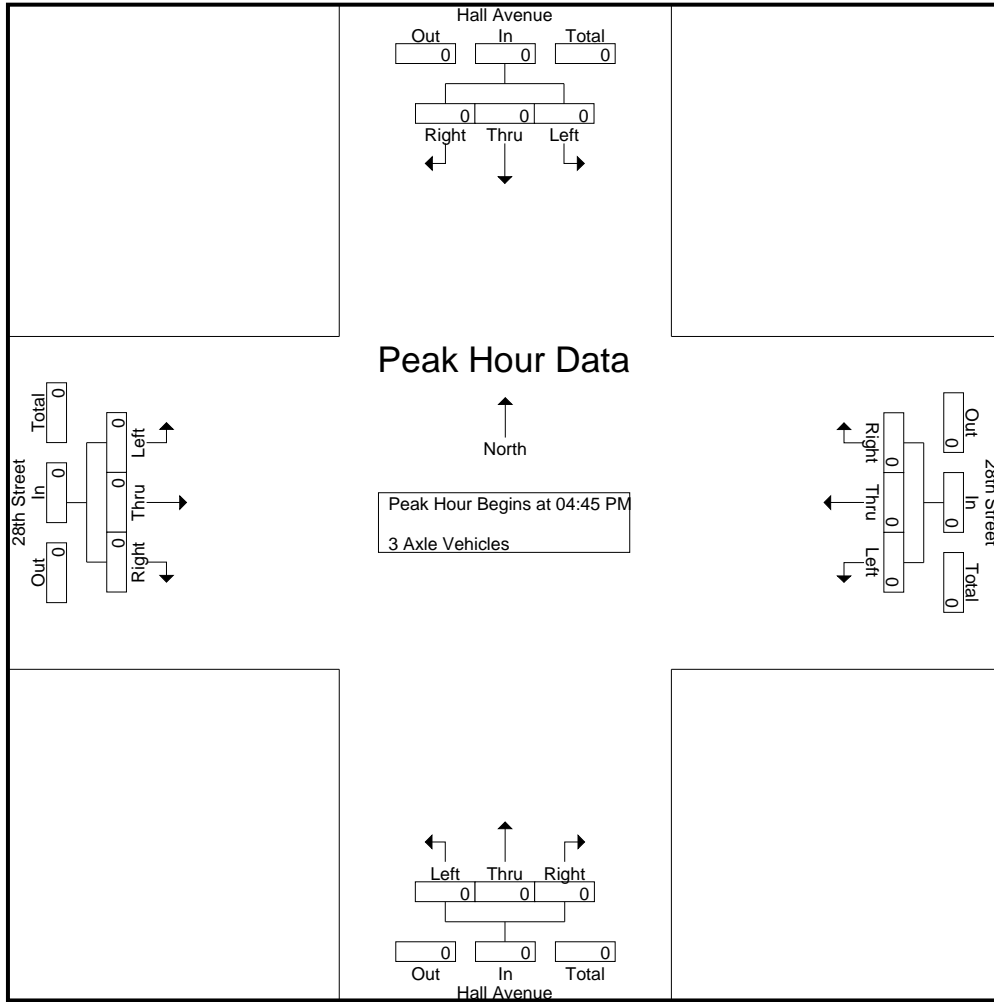 Hall Avenue
Out In Total
0 0 0
0 0 0
Right Thru Left
Peak Hour Data
North
Peak Hour Begins at 04:45 PM
3 Axle Vehicles
28th Street
Total In Out
0 0 0
0 0 0
Left Thru Right
28th Street
Out In Total
0 0 0
0 0 0
Right Thru Left
Left Thru Right
0 0 0
0 0 0
Out In Total
Hall Avenue